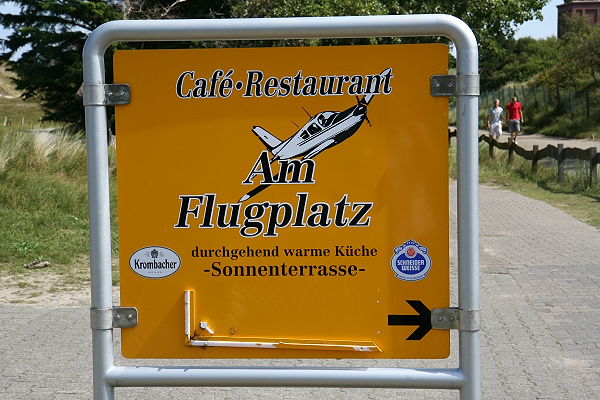 Café·Restaurant
Am
Flugplatz
durchgehend warme Küche
-Sonnenterrasse-
Krombacher
SCHNEIDER
WEISSE